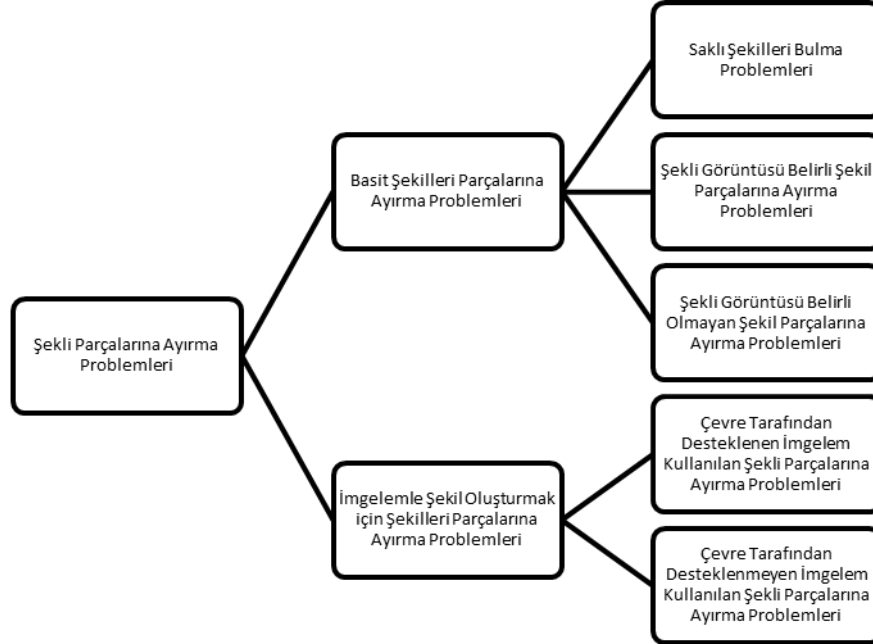 Saklı Şekilleri Bulma
Problemleri
Basit Şekilleri Parçalarına
Ayırma Problemleri
Şekli Görüntüsü Belirli Şekil
Parçalarına Ayırma
Problemleri
Şekli Görüntüsü Belirli
Olmayan Şekil Parçalarına
Ayırma Problemleri
Şekli Parçalarına Ayırma
Problemleri
Çevre Tarafından
Desteklenen İmgelem
Kullanılan Şekli Parçalarına
Ayırma Problemleri
İmgelemle Şekil Oluşturmak
için Şekilleri Parçalarına
Ayırma Problemleri
Çevre Tarafından
Desteklenmeyen İmgelem
Kullanılan Şekli Parçalarına
Ayırma Problemleri